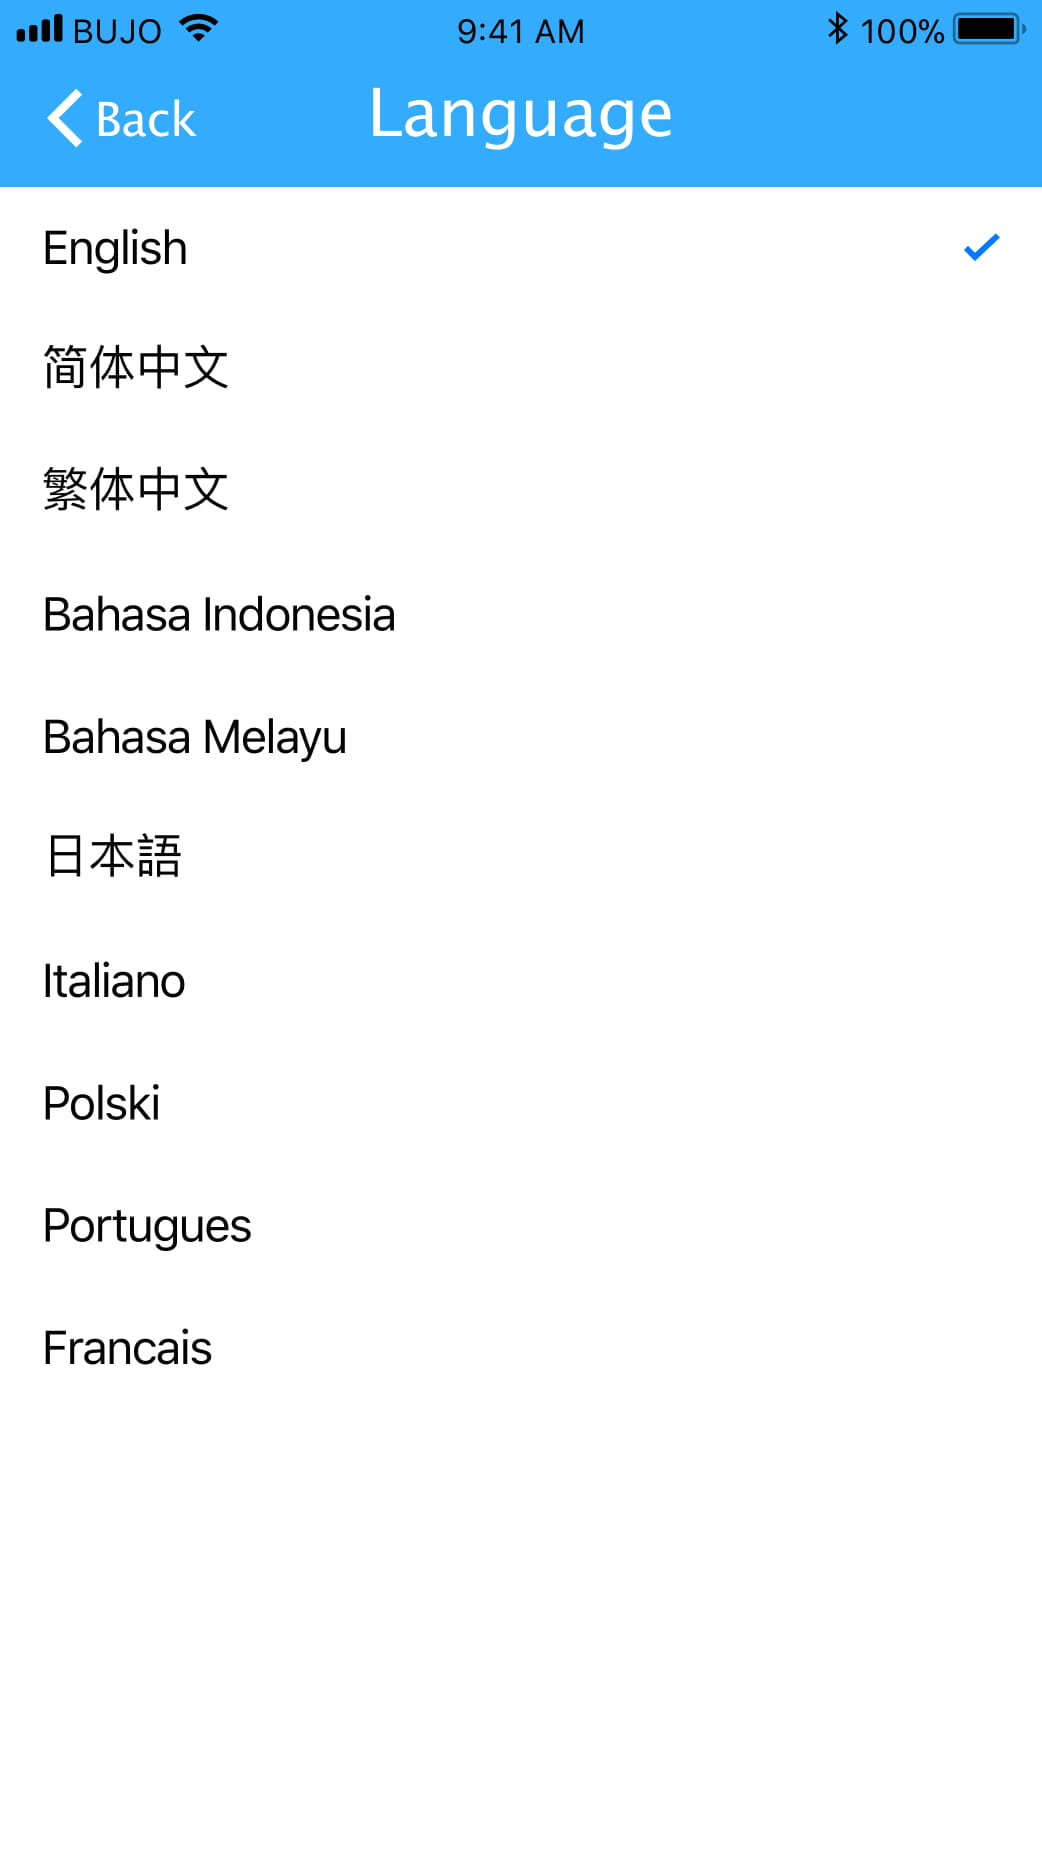 BUJO 9:41 AM 100%
Back Language
English
简体中文
繁体中文
Bahasa Indonesia
Bahasa Melayu
日本語
Italiano
Polski
Portugues
Francais